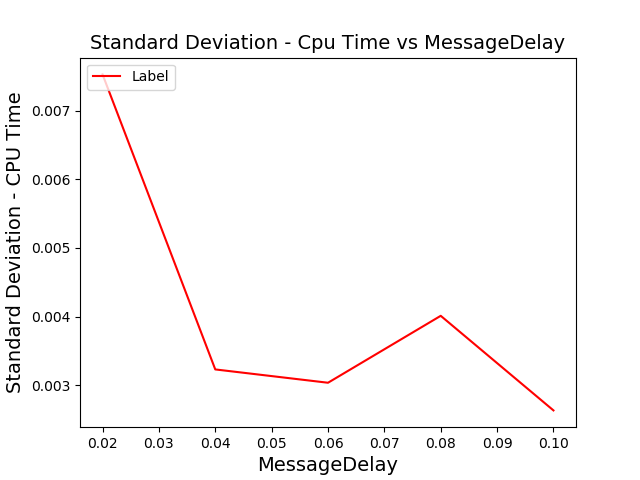 Standard Deviation - Cpu Time vs MessageDelay
Label
Standard Deviation - CPU Time
0.007
0.006
0.005
0.004
0.003
0.02 0.03 0.04 0.05 0.06 0.07 0.08 0.09 0.10
MessageDelay